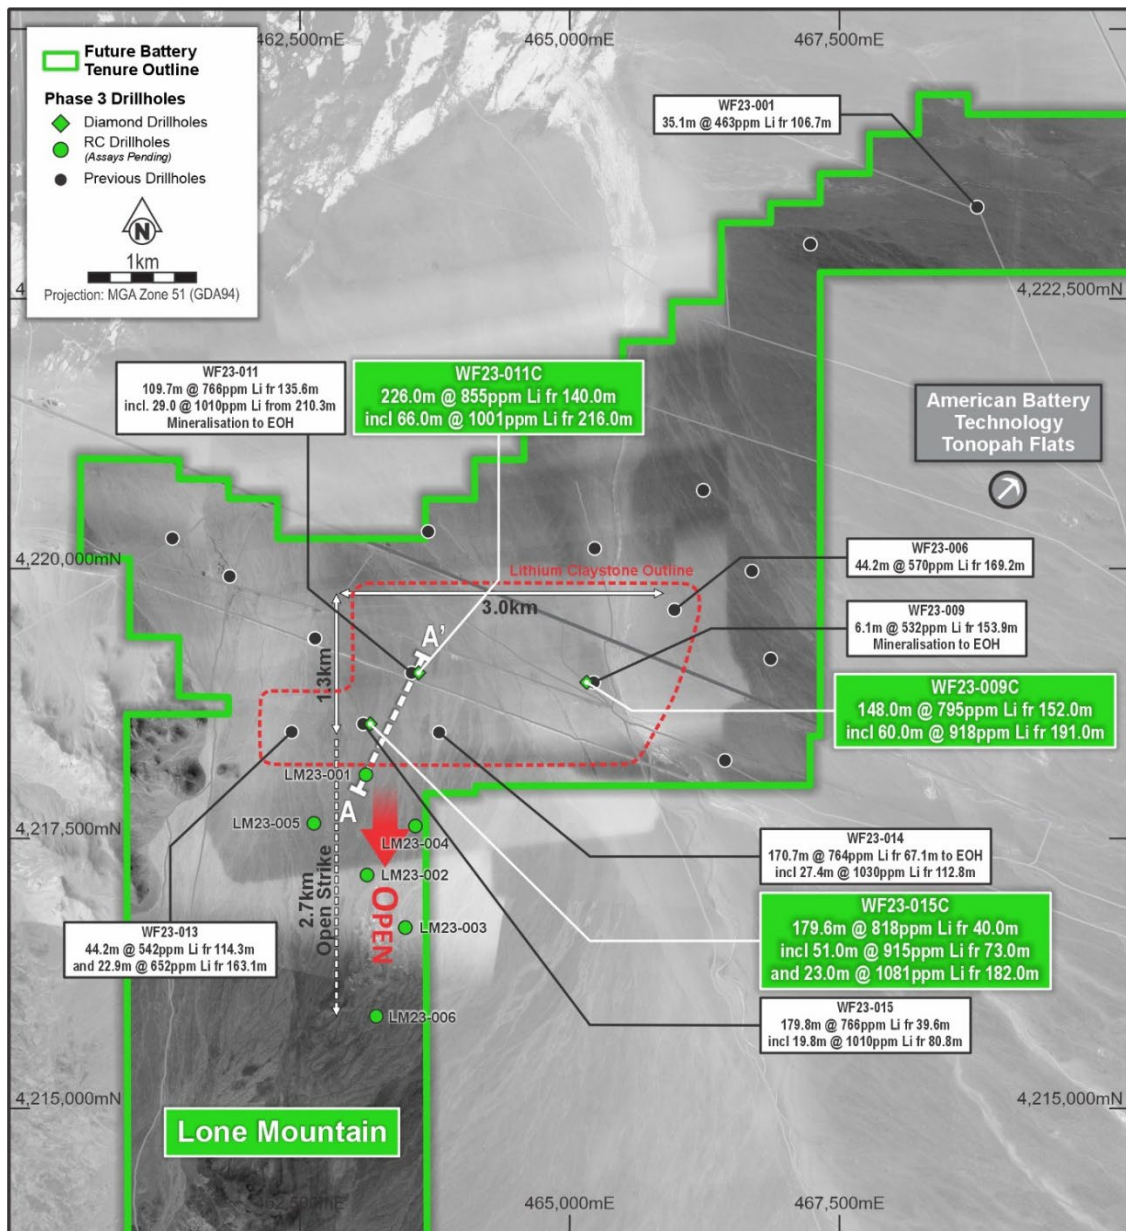 462,500mE
465,000mE
467,500mE
Future Battery
Tenure Outline
Phase 3 Drillholes
Diamond Drillholes
RC Drillholes
(Assays Pending)
Previous Drillholes
N
1km
Projection: MGA Zone 51 (GDA94)
WF23-001
35.1m @ 463ppm Li fr 106.7m
4,222,500mN
WF23-011
109.7m @ 766ppm Li fr 135.6m
incl. 29.0 @ 1010ppm Li from 210.3m
Mineralisation to EOH
WF23-011C
226.0m @ 855ppm Li fr 140.0m
incl 66.0m @ 1001ppm Li fr 216.0m
American Battery
Technology
Tonopah Flats
4,220,000mN
WF23-006
44.2m @ 570ppm Li fr 169.2m
Lithium Claystone Outline
3.0km
WF23-009
6.1m @ 532ppm Li fr 153.9m
Mineralisation to EOH
A'
1.3km
WF23-009C
148.0m @ 795ppm Li fr 152.0m
incl 60.0m @ 918ppm Li fr 191.0m
LM23-001
A
LM23-005
LM23-004
4,217,500mN
4,217,500mN
WF23-014
170.7m @ 764ppm Li fr 67.1m to EOH
incl 27.4m @ 1030ppm Li fr 112.8m
LM23-002
2.7km
Open Strike
OPEN
LM23-003
WF23-013
44.2m @ 542ppm Li fr 114.3m
and 22.9m @ 652ppm Li fr 163.1m
WF23-015C
179.6m @ 818ppm Li fr 40.0m
incl 51.0m @ 915ppm Li fr 73.0m
and 23.0m @ 1081ppm Li fr 182.0m
LM23-006
WF23-015
179.8m @ 766ppm Li fr 39.6m
incl 19.8m @ 1010ppm Li fr 80.8m
4,215,000mN
4,215,000mN
Lone Mountain
462,500mE
465,000mE
467,500mE